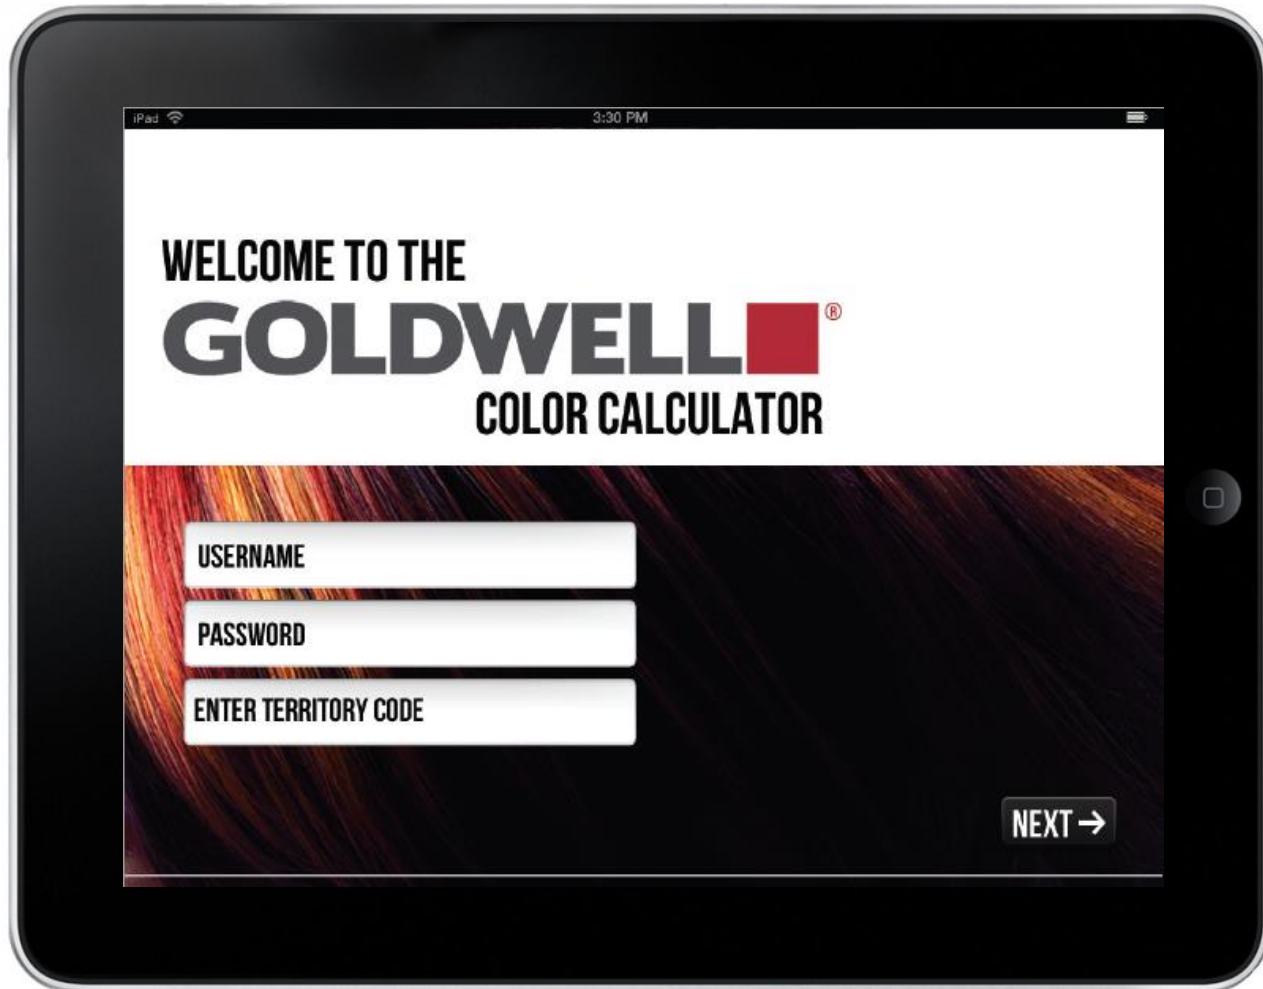 iPad 3:30 PM
WELCOME TO THE
GOLDWELL®
COLOR CALCULATOR
USERNAME
PASSWORD
ENTER TERRITORY CODE
NEXT →